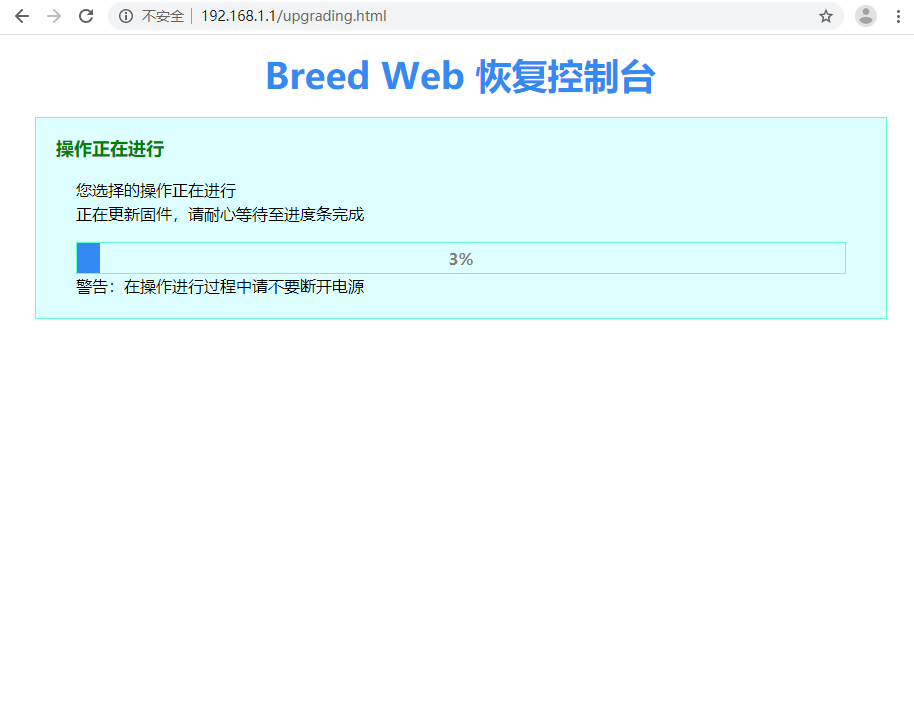 不安全 192.168.1.1/upgrading.html
Breed Web 恢复控制台
操作正在进行
您选择的操作正在进行
正在更新固件，请耐心等待至进度条完成
3%
警告：在操作进行过程中请不要断开电源